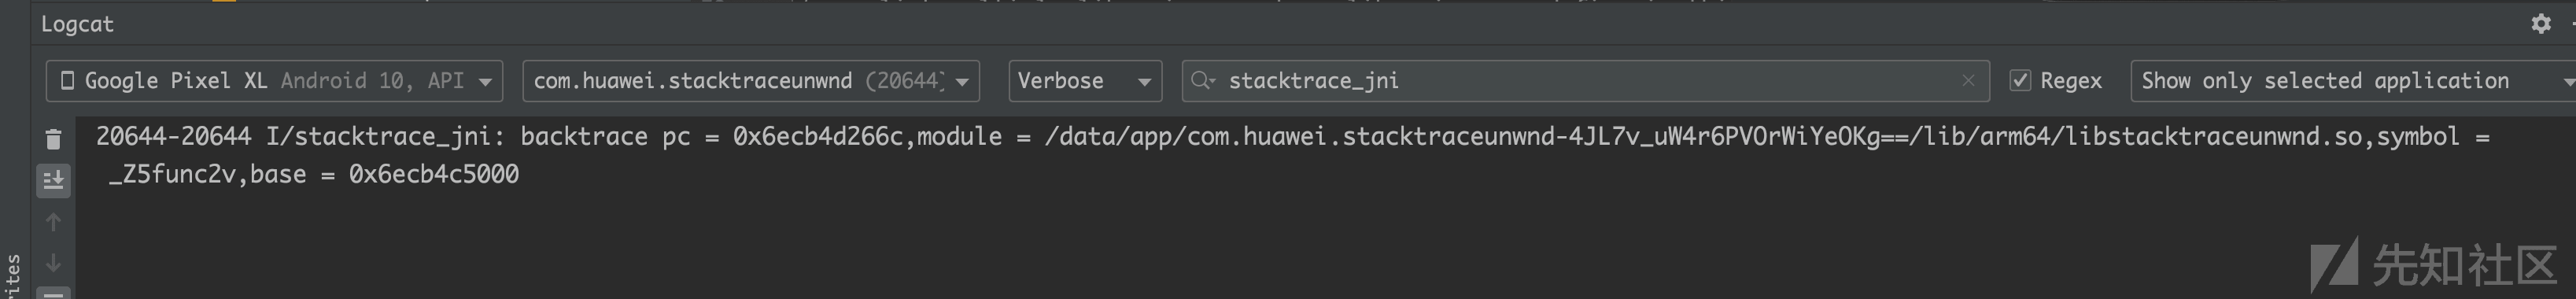 Logcat
Google Pixel XL Android 10, API com.huawei.stacktraceunwnd (20644) Verbose stacktrace_jni Regex Show only selected application
20644-20644 I/stacktrace_jni: backtrace pc = 0x6ecb4d266c,module = /data/app/com.huawei.stacktraceunwnd-4JL7v_uW4r6PVOrWiYeOKg==/lib/arm64/libstacktraceunwnd.so,symbol =
_Z5func2v,base = 0x6ecb4c5000
rites
先知社区